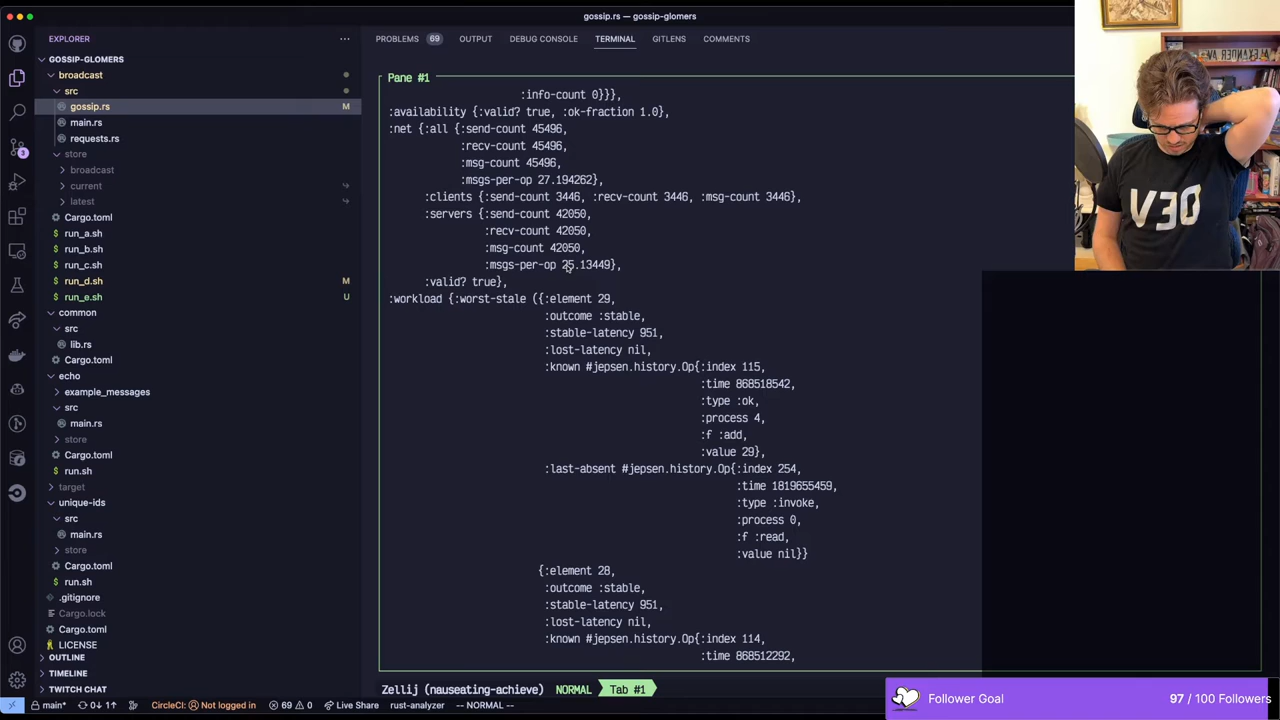 gossip.rs — gossip-glomers
EXPLORER
GOSSIP-GLOMERS
broadcast
src
gossip.rs M
main.rs
requests.rs
store
broadcast
current
latest
Cargo.toml
$ run_a.sh
$ run_b.sh
$ run_c.sh
$ run_d.sh M
$ run_e.sh U
common
src
lib.rs
Cargo.toml
echo
example_messages
src
main.rs
store
Cargo.toml
$ run.sh
target
unique-ids
src
main.rs
store
Cargo.toml
$ run.sh
.gitignore
Cargo.lock
Cargo.toml
LICENSE
OUTLINE
TIMELINE
TWITCH CHAT
3
PROBLEMS 69 OUTPUT DEBUG CONSOLE TERMINAL GITLENS COMMENTS
Pane #1
:info-count 0}}},
:availability {:valid? true, :ok-fraction 1.0},
:net {:all {:send-count 45496,
:recv-count 45496,
:msg-count 45496,
:msgs-per-op 27.194262},
:clients {:send-count 3446, :recv-count 3446, :msg-count 3446},
:servers {:send-count 42050,
:recv-count 42050,
:msg-count 42050,
:msgs-per-op 25.13449},
:valid? true},
:workload {:worst-stale ({:element 29,
:outcome :stable,
:stable-latency 951,
:lost-latency nil,
:known #jepsen.history.Op{:index 115,
:time 868518542,
:type :ok,
:process 4,
:f :add,
:value 29},
:last-absent #jepsen.history.Op{:index 254,
:time 1819655459,
:type :invoke,
:process 0,
:f :read,
:value nil}}
{:element 28,
:outcome :stable,
:stable-latency 951,
:lost-latency nil,
:known #jepsen.history.Op{:index 114,
:time 868512292,
Zellij (nauseating-achieve) NORMAL Tab #1
main* 0↓ 1↑ CircleCI: Not logged in 69 0 Live Share rust-analyzer -- NORMAL --
DEV
Follower Goal 97 / 100 Followers